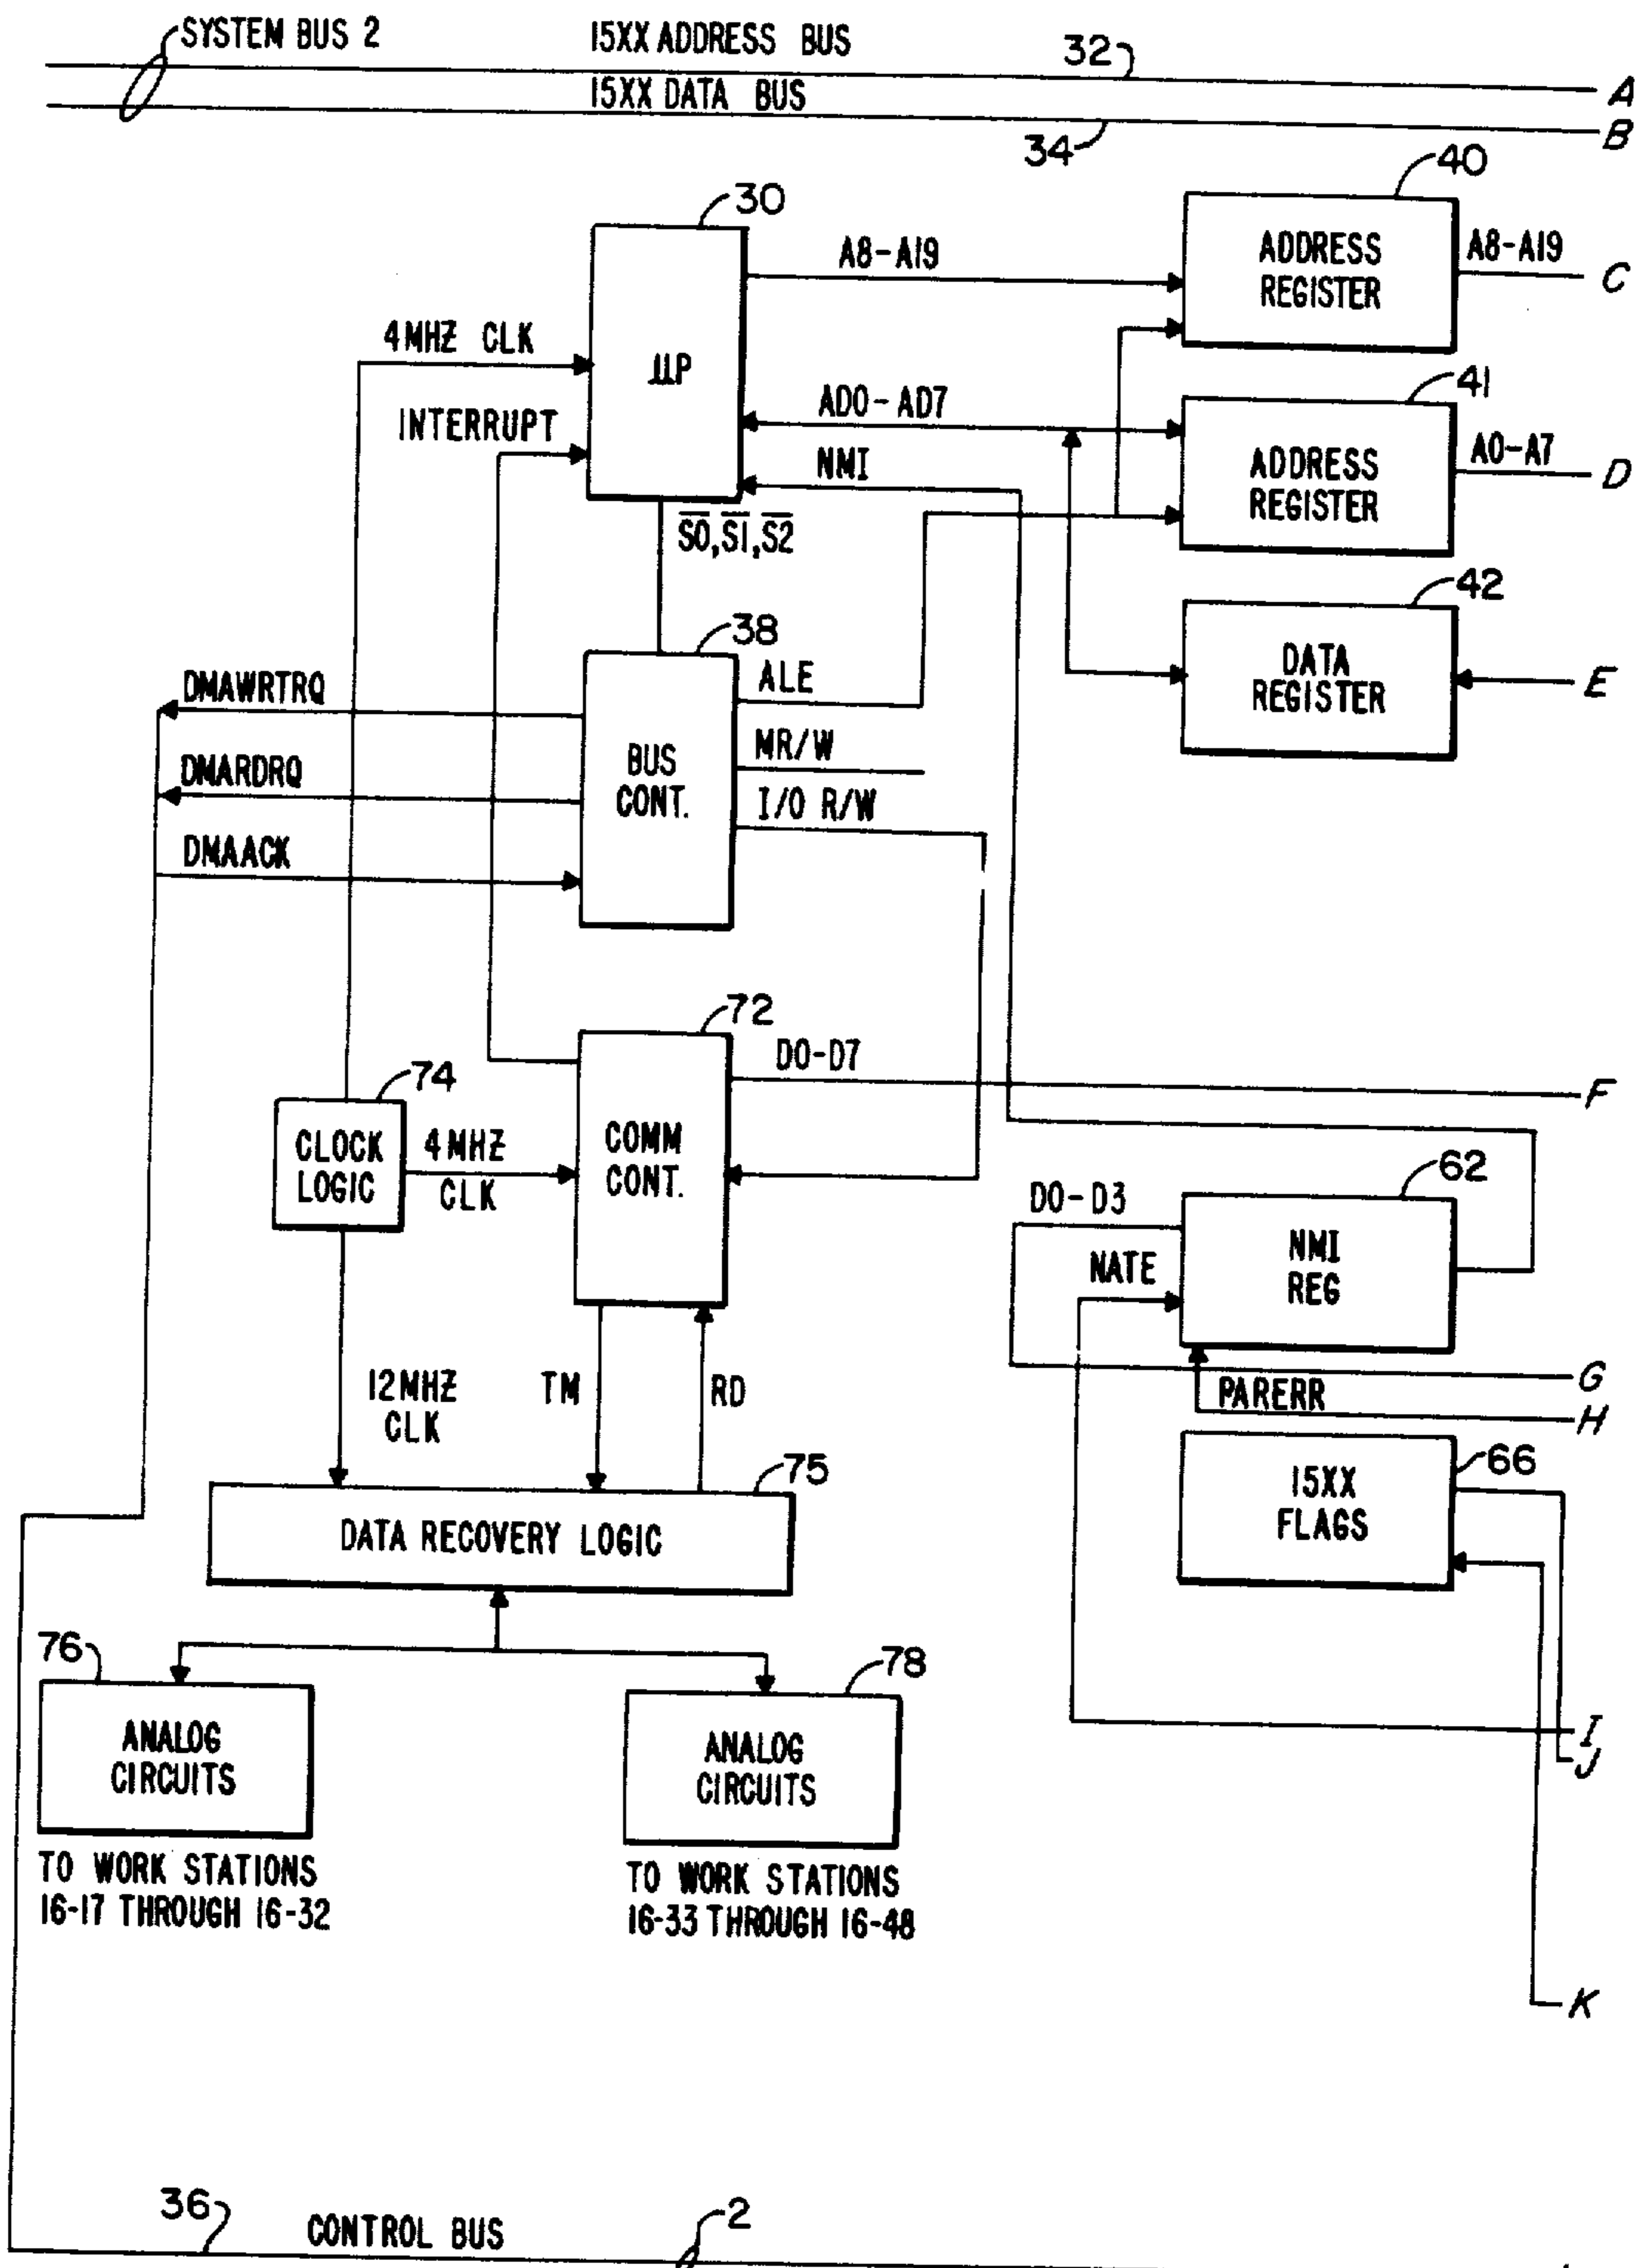 SYSTEM BUS 2
15XX ADDRESS BUS
32
A
15XX DATA BUS
34
B
30
40
A8-A19
ADDRESS
REGISTER
A8-A19
C
4MHZ CLK
μP
INTERRUPT
AD0-AD7
41
ADDRESS
REGISTER
A0-A7
D
NMI
S̅0̅,S̅1̅,S̅2̅
42
DATA
REGISTER
E
38
DMAWRTRQ
ALE
BUS
CONT.
MR/W
DMARDRQ
I/O R/W
DMAACK
72
D0-D7
F
74
CLOCK
LOGIC
4MHZ
CLK
COMM
CONT.
62
D0-D3
NMI
REG
NATE
12MHZ
CLK
TM
RD
G
PARERR
H
75
66
DATA RECOVERY LOGIC
15XX
FLAGS
76
78
ANALOG
CIRCUITS
ANALOG
CIRCUITS
I
J
TO WORK STATIONS
16-17 THROUGH 16-32
TO WORK STATIONS
16-33 THROUGH 16-48
K
36
CONTROL BUS
2